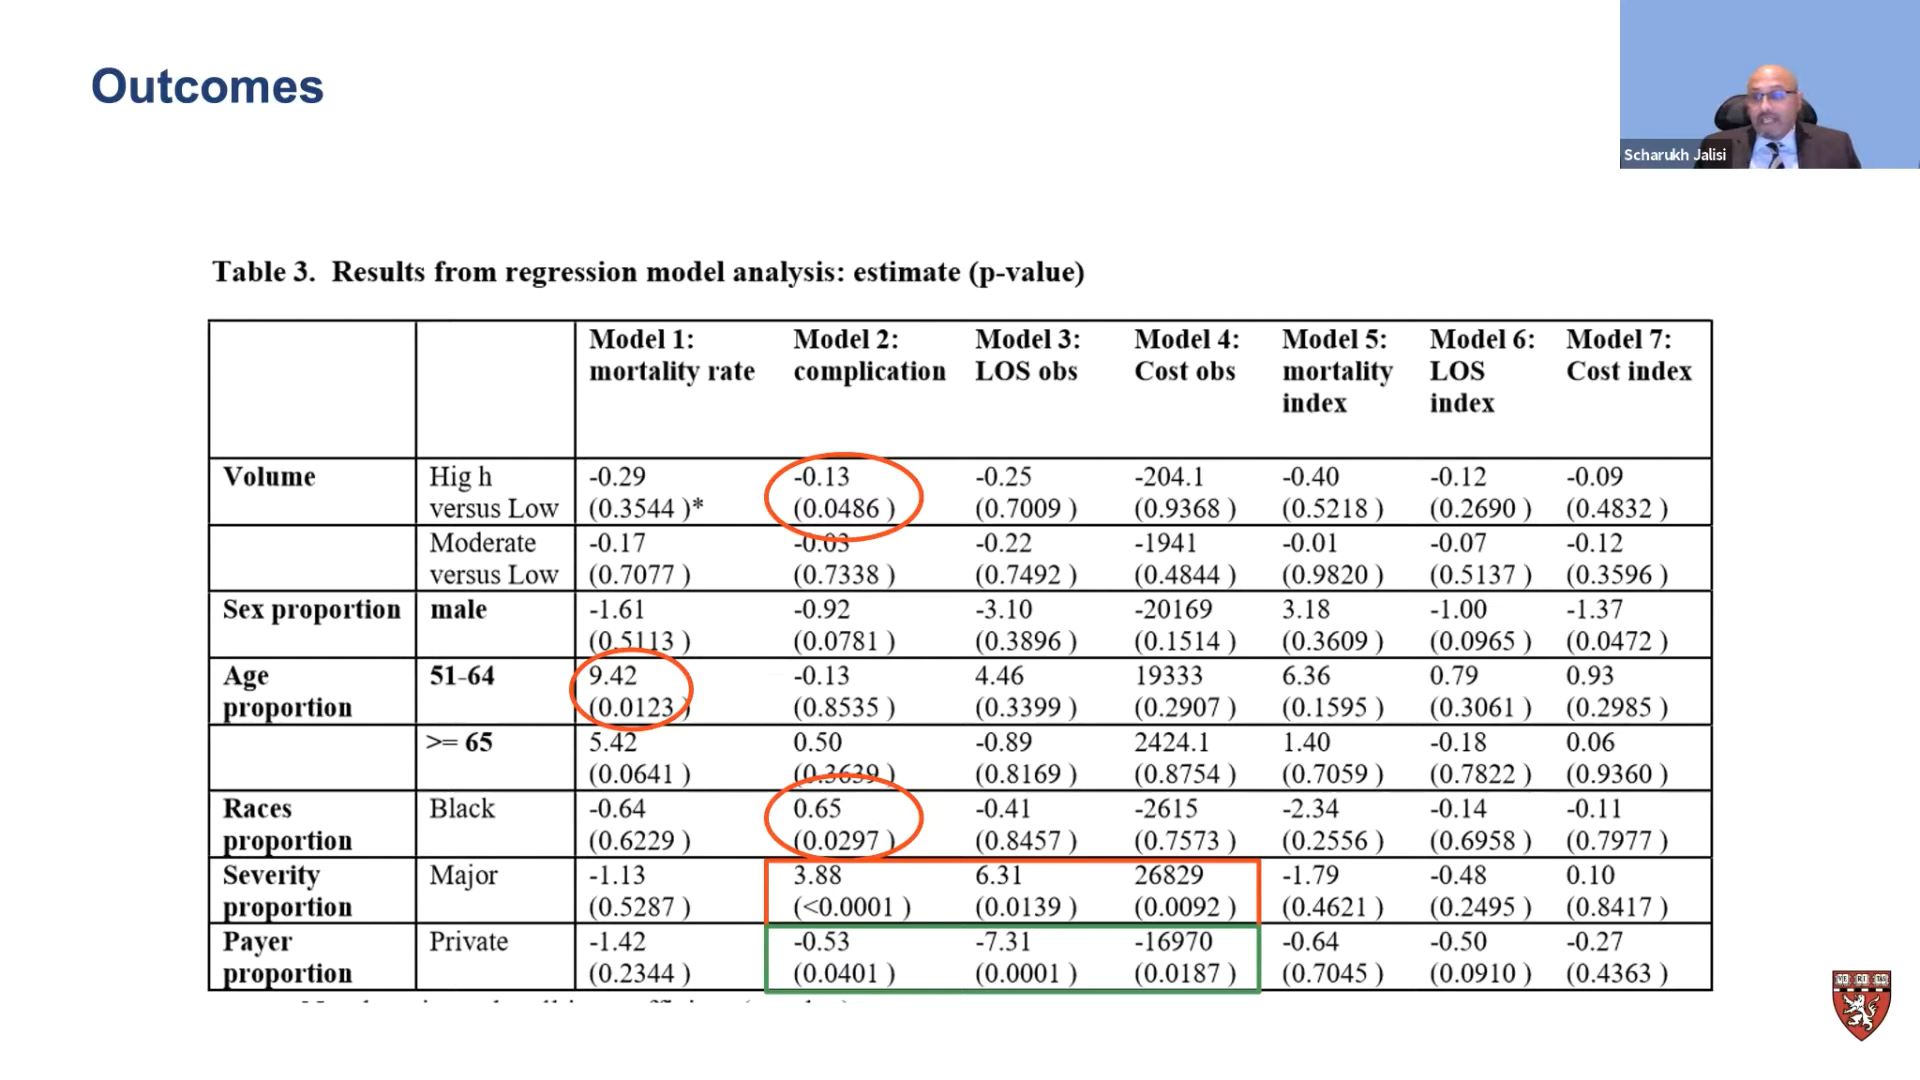 Outcomes
Scharukh Jalisi
Table 3. Results from regression model analysis: estimate (p-value)
Model 1: Model 2: Model 3: Model 4: Model 5: Model 6: Model 7:
mortality rate complication LOS obs Cost obs mortality LOS Cost index
index index
Volume Hig h -0.29 -0.13 -0.25 -204.1 -0.40 -0.12 -0.09
versus Low (0.3544 )* (0.0486 ) (0.7009 ) (0.9368 ) (0.5218 ) (0.2690 ) (0.4832 )
Moderate -0.17 -0.03 -0.22 -1941 -0.01 -0.07 -0.12
versus Low (0.7077 ) (0.7338 ) (0.7492 ) (0.4844 ) (0.9820 ) (0.5137 ) (0.3596 )
Sex proportion male -1.61 -0.92 -3.10 -20169 3.18 -1.00 -1.37
(0.5113 ) (0.0781 ) (0.3896 ) (0.1514 ) (0.3609 ) (0.0965 ) (0.0472 )
Age 51-64 9.42 -0.13 4.46 19333 6.36 0.79 0.93
proportion (0.0123 ) (0.8535 ) (0.3399 ) (0.2907 ) (0.1595 ) (0.3061 ) (0.2985 )
>= 65 5.42 0.50 -0.89 2424.1 1.40 -0.18 0.06
(0.0641 ) (0.3639 ) (0.8169 ) (0.8754 ) (0.7059 ) (0.7822 ) (0.9360 )
Races Black -0.64 0.65 -0.41 -2615 -2.34 -0.14 -0.11
proportion (0.6229 ) (0.0297 ) (0.8457 ) (0.7573 ) (0.2556 ) (0.6958 ) (0.7977 )
Severity Major -1.13 3.88 6.31 26829 -1.79 -0.48 0.10
proportion (0.5287 ) (<0.0001 ) (0.0139 ) (0.0092 ) (0.4621 ) (0.2495 ) (0.8417 )
Payer Private -1.42 -0.53 -7.31 -16970 -0.64 -0.50 -0.27
proportion (0.2344 ) (0.0401 ) (0.0001 ) (0.0187 ) (0.7045 ) (0.0910 ) (0.4363 )